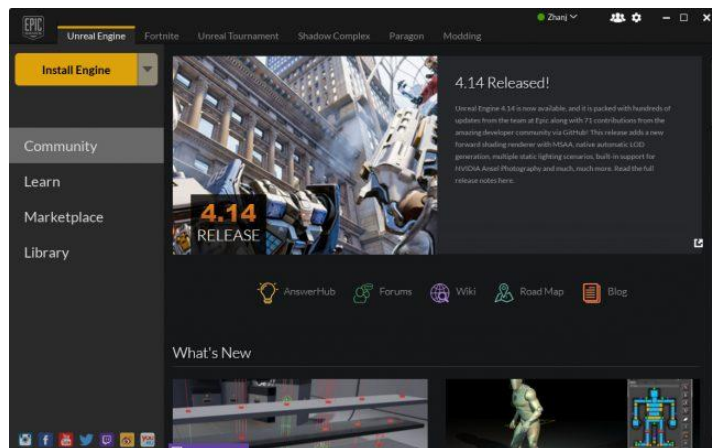 EPIC
Zhanj
Unreal Engine
Fortnite
Unreal Tournament
Shadow Complex
Paragon
Modding
Install Engine
Community
Learn
Marketplace
Library
4.14
RELEASE
4.14 Released!
Unreal Engine 4.14 is now available, and it is packed with hundreds of
updates from the team at Epic along with 71 contributions from the
amazing developer community via GitHub! This release adds a new
forward shading renderer with MSAA, native automatic LOD
generation, multiple static lighting scenarios, built-in support for
NVIDIA Ansel Photography and much, much more. Read the full
release notes here.
AnswerHub
Forums
Wiki
Road Map
Blog
What's New